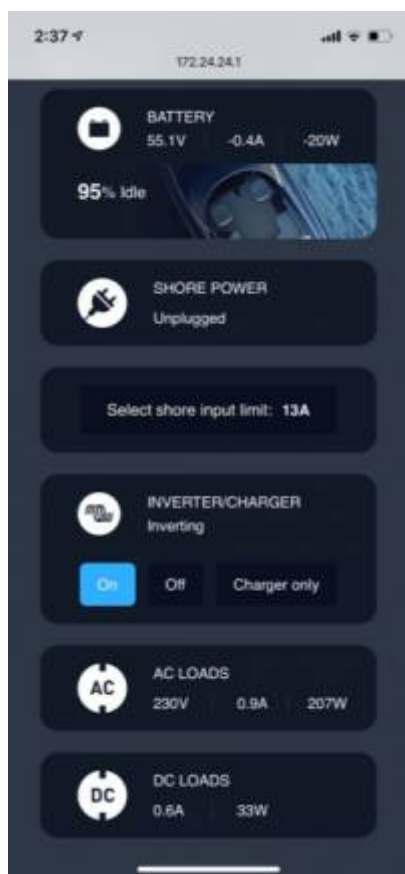 2:37
172.24.24.1
BATTERY
55.1V -0.4A -20W
95% Idle
SHORE POWER
Unplugged
Select shore input limit: 13A
INVERTER/CHARGER
Inverting
On Off Charger only
AC
AC LOADS
230V 0.9A 207W
DC
DC LOADS
0.6A 33W